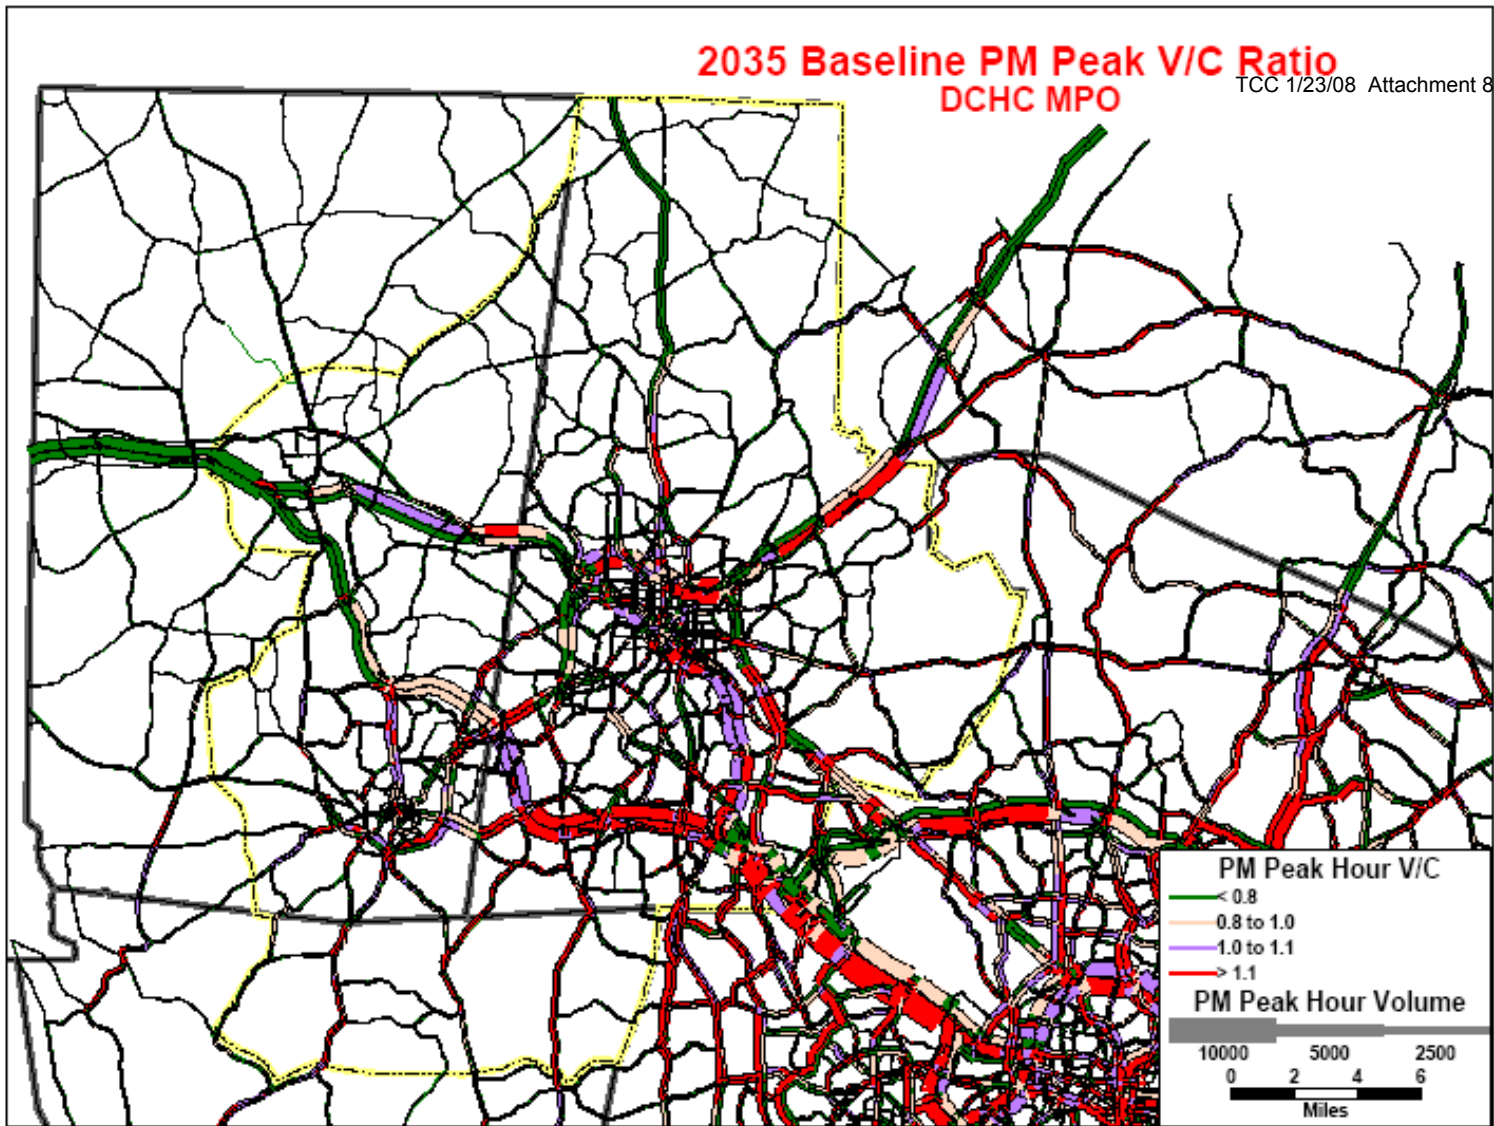 2035 Baseline PM Peak V/C Ratio
TCC 1/23/08 Attachment 8
DCHC MPO
PM Peak Hour V/C
< 0.8
0.8 to 1.0
1.0 to 1.1
> 1.1
PM Peak Hour Volume
10000 5000 2500
0 2 4 6
Miles